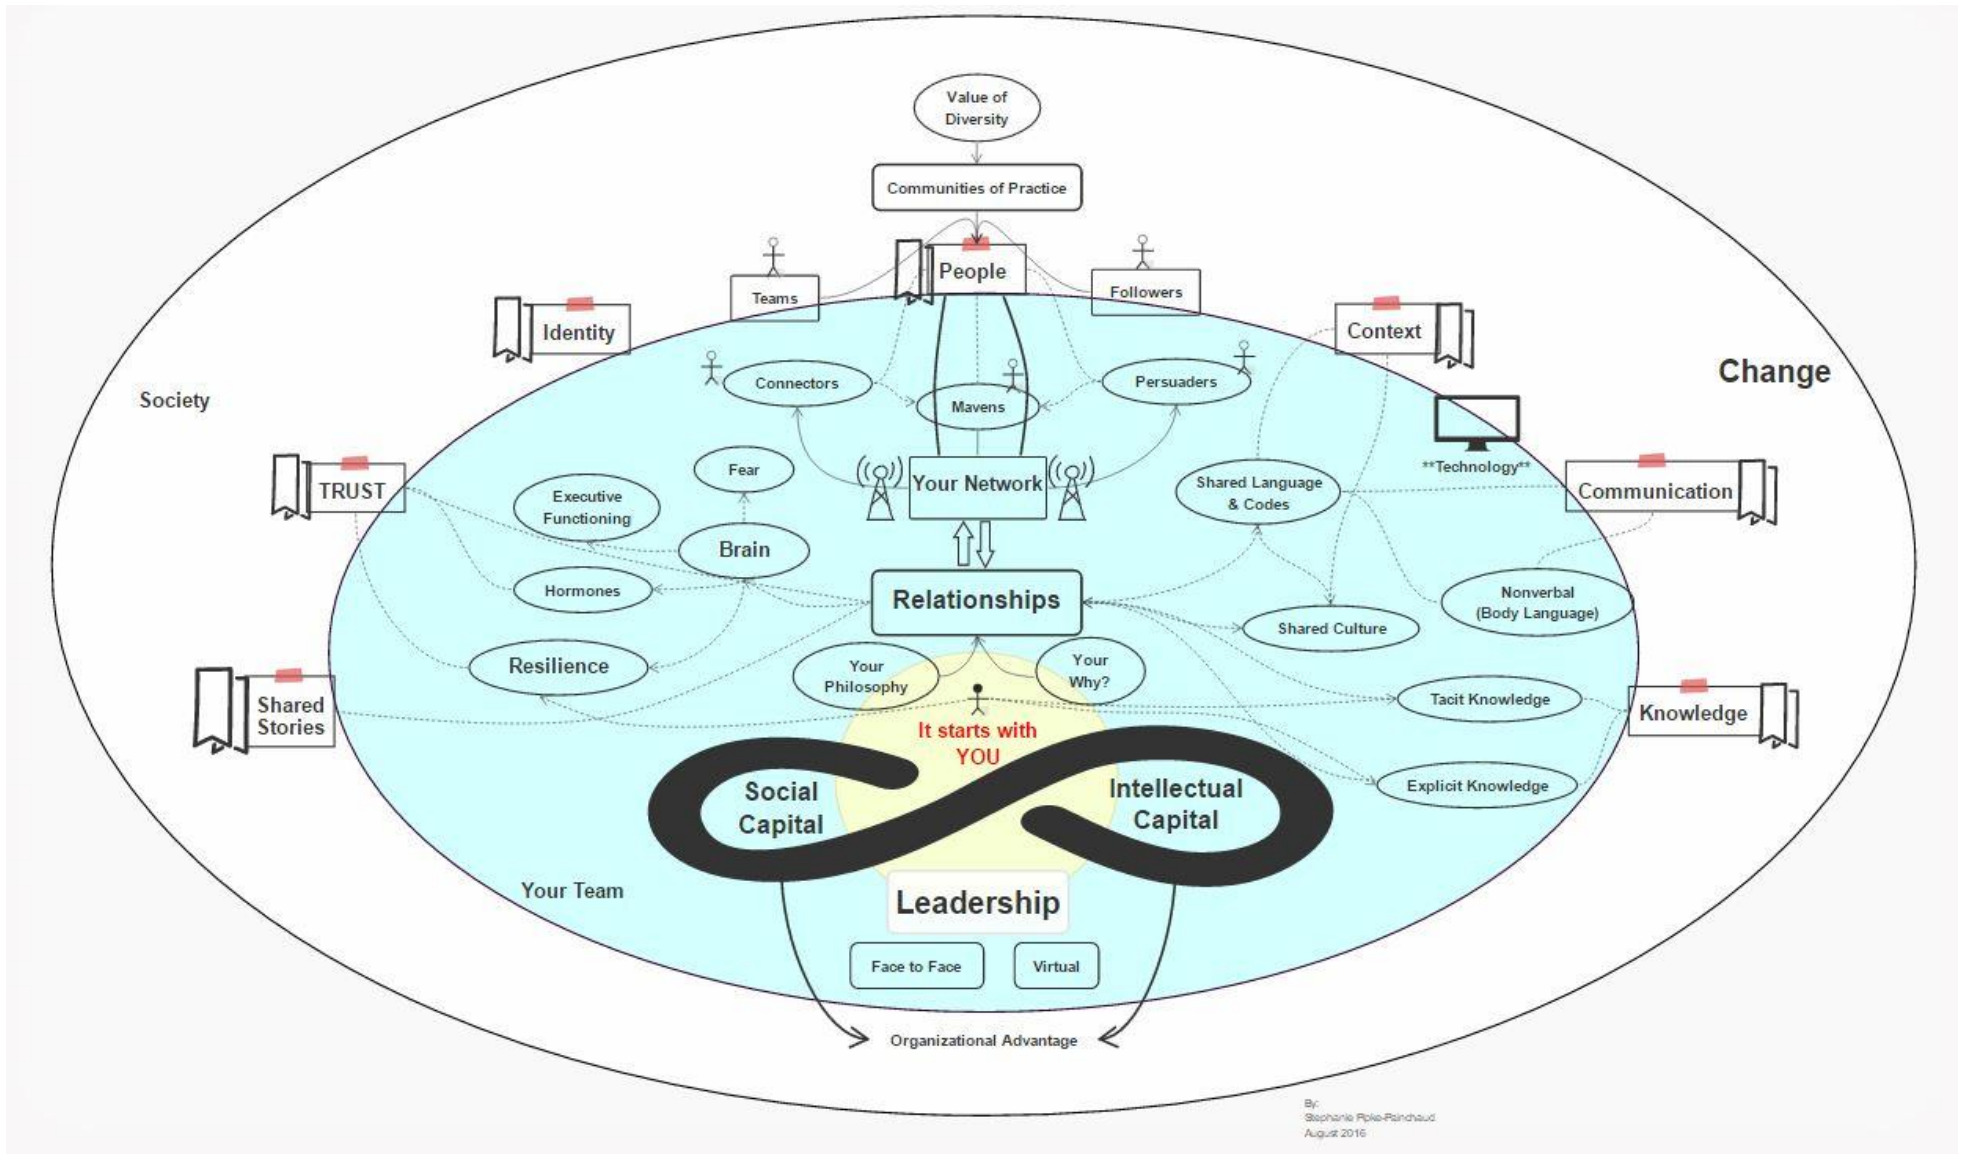 Value of
Diversity
Communities of Practice
People
Teams
Followers
Identity
Context
Change
Society
Connectors
Mavens
Persuaders
**Technology**
TRUST
Fear
Executive
Functioning
Your Network
Shared Language
& Codes
Communication
Brain
Hormones
Relationships
Nonverbal
(Body Language)
Shared Culture
Resilience
Your
Philosophy
Your
Why?
Shared
Stories
Tacit Knowledge
Knowledge
It starts with
YOU
Social
Capital
Intellectual
Capital
Explicit Knowledge
Your Team
Leadership
Face to Face
Virtual
Organizational Advantage
By:
Stephanie
August 2016